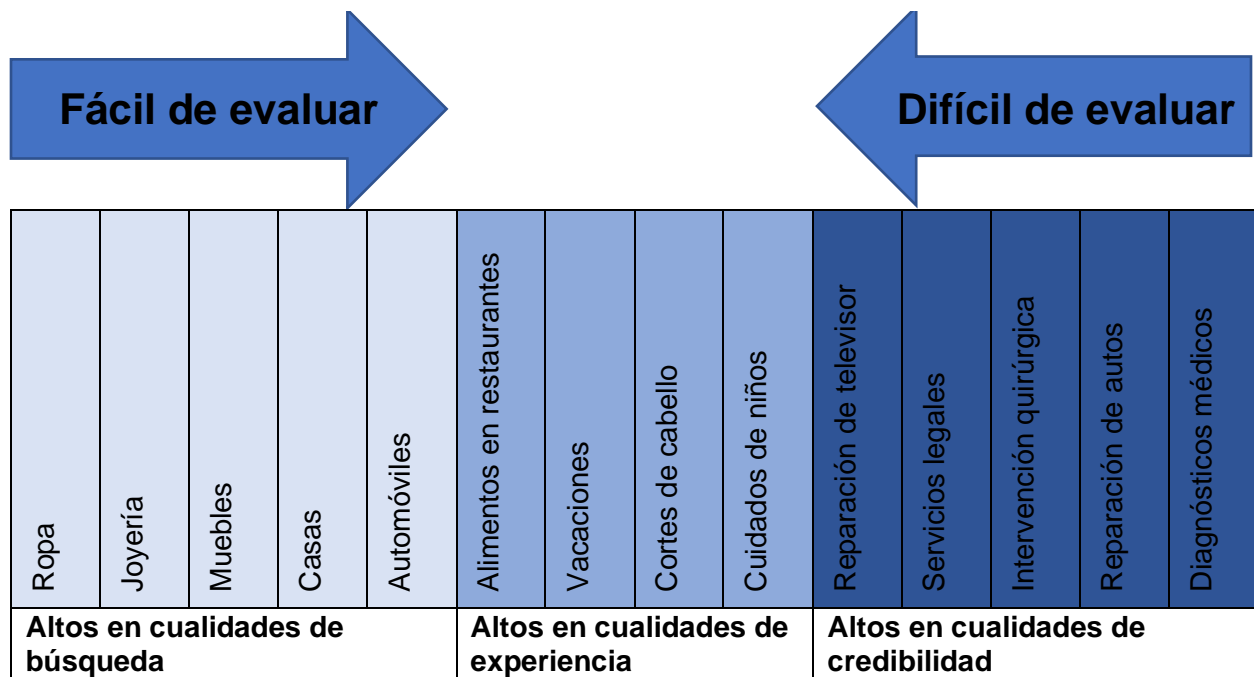 Fácil de evaluar
Difícil de evaluar
Ropa
Joyería
Muebles
Casas
Automóviles
Alimentos en restaurantes
Vacaciones
Cortes de cabello
Cuidados de niños
Reparación de televisor
Servicios legales
Intervención quirúrgica
Reparación de autos
Diagnósticos médicos
Altos en cualidades de
búsqueda
Altos en cualidades de
experiencia
Altos en cualidades de
credibilidad